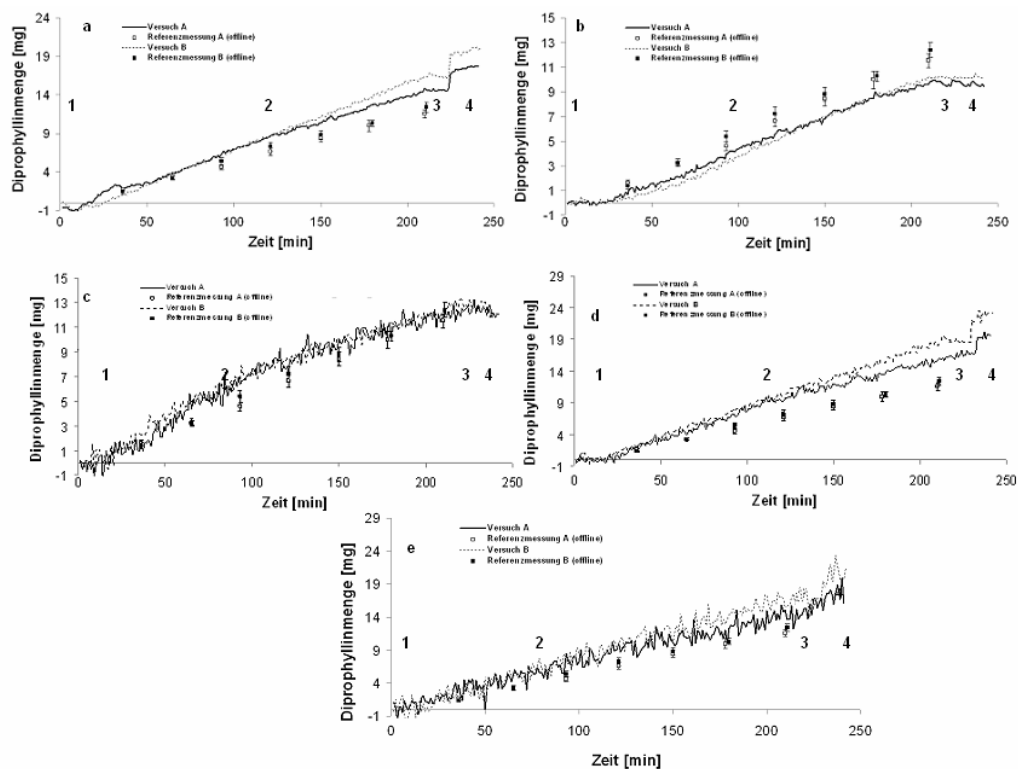 a
Versuch A
Referenzmessung A (offline)
Versuch B
Referenzmessung B (offline)
Diprophyllinmenge [mg]
24
19
14
9
4
-1
1
2
3
4
0
50
100
150
200
250
Zeit [min]
b
Versuch A
Referenzmessung A (offline)
Versuch B
Referenzmessung B (offline)
Diprophyllinmenge [mg]
15
13
11
9
7
5
3
1
-1
1
2
3
4
0
50
100
150
200
250
Zeit [min]
c
Versuch A
Referenzmessung A (offline)
Versuch B
Referenzmessung B (offline)
Diprophyllinmenge [mg]
15
13
11
9
7
5
3
1
-1
1
2
3
4
0
50
100
150
200
250
Zeit [min]
d
Versuch A
Referenzmessung A (offline)
Versuch B
Referenzmessung B (offline)
Diprophyllinmenge [mg]
29
24
19
14
9
4
-1
1
2
3
4
0
50
100
150
200
250
Zeit [min]
e
Versuch A
Referenzmessung A (offline)
Versuch B
Referenzmessung B (offline)
Diprophyllinmenge [mg]
29
24
19
14
9
4
-1
1
2
3
4
0
50
100
150
200
250
Zeit [min]